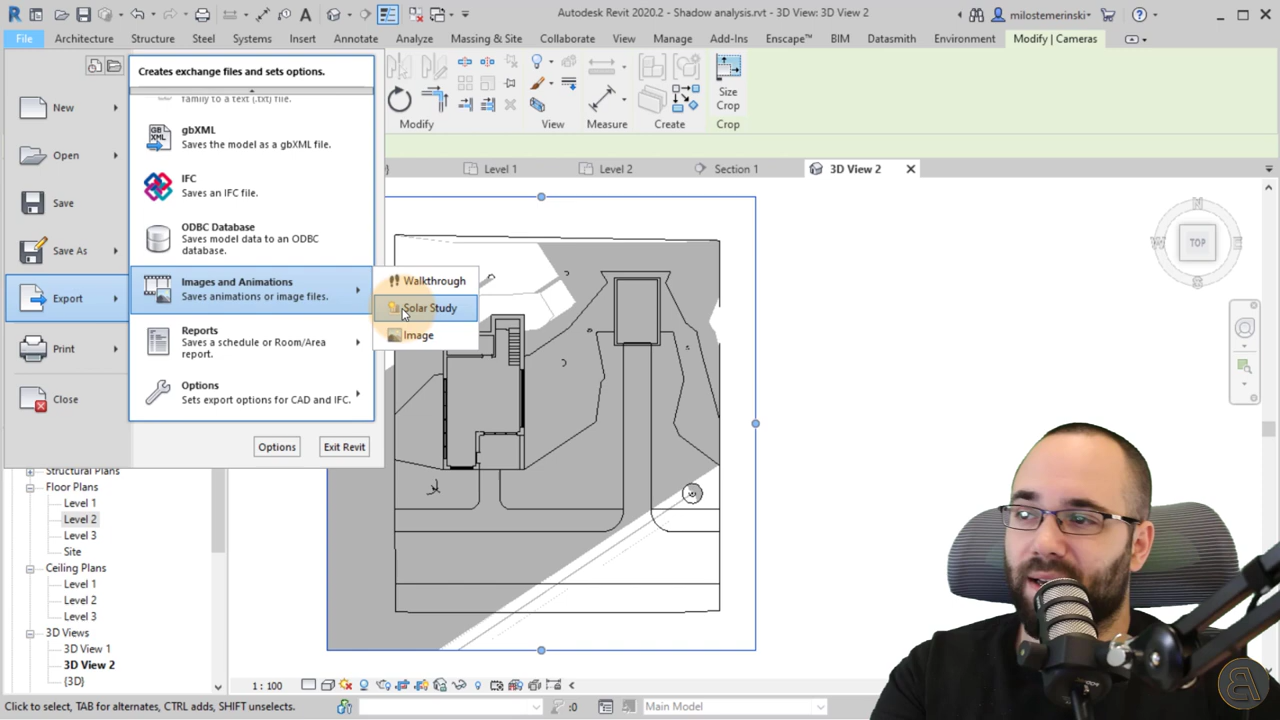 Autodesk Revit 2020.2 - Shadow analysis.rvt - 3D View: 3D View 2
milostemerinski
File
Architecture
Structure
Steel
Systems
Insert
Annotate
Analyze
Massing & Site
Collaborate
View
Manage
Add-Ins
Enscape™
BIM
Datasmith
Environment
Modify | Cameras
Creates exchange files and sets options.
family to a text (.txt) file.
New
Open
Save
Save As
Export
Print
Close
gbXML
Saves the model as a gbXML file.
IFC
Saves an IFC file.
ODBC Database
Saves model data to an ODBC
database.
Images and Animations
Saves animations or image files.
Reports
Saves a schedule or Room/Area
report.
Options
Sets export options for CAD and IFC.
Options
Exit Revit
Walkthrough
Solar Study
Image
Size
Crop
Modify
View
Measure
Create
Crop
Level 1
Level 2
Section 1
3D View 2
TOP
Structural Plans
Floor Plans
Level 1
Level 2
Level 3
Site
Ceiling Plans
Level 1
Level 2
Level 3
3D Views
3D View 1
3D View 2
{3D}
1 : 100
Click to select, TAB for alternates, CTRL adds, SHIFT unselects.
:0
Main Model